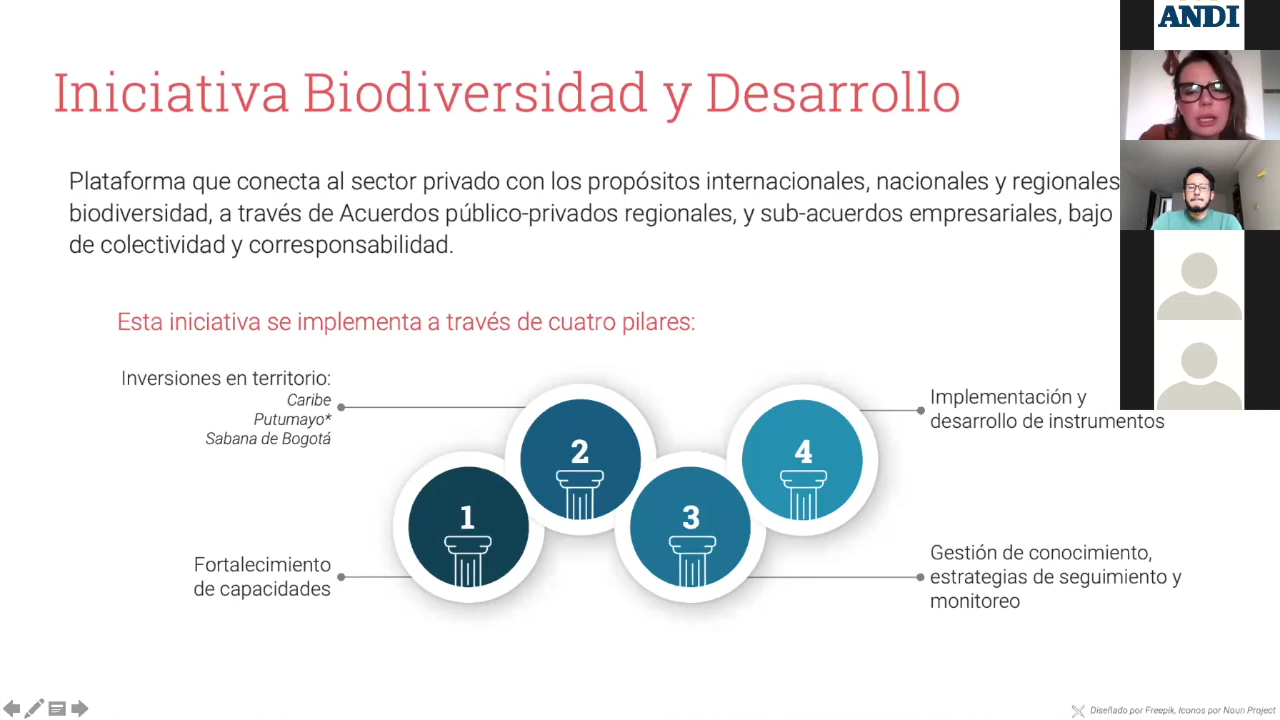 ANDI
Iniciativa Biodiversidad y Desarrollo
Plataforma que conecta al sector privado con los propósitos internacionales, nacionales y regionales
biodiversidad, a través de Acuerdos público-privados regionales, y sub-acuerdos empresariales, bajo
de colectividad y corresponsabilidad.
Esta iniciativa se implementa a través de cuatro pilares:
Inversiones en territorio:
Caribe
Putumayo*
Sabana de Bogotá
Implementación y
desarrollo de instrumentos
2
4
1
3
Fortalecimiento
de capacidades
Gestión de conocimiento,
estrategias de seguimiento y
monitoreo
Diseñado por Freepik, Iconos por Noun Project